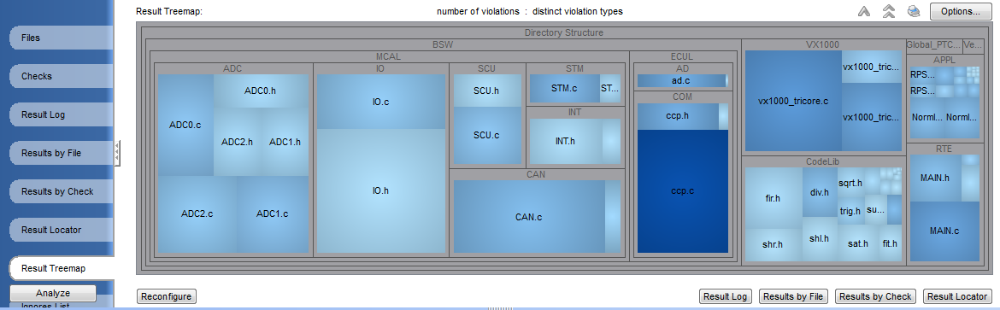 Result Treemap:
number of violations : distinct violation types
Options...
Files
Checks
Result Log
Results by File
Results by Check
Result Locator
Result Treemap
Analyze
Ignores List
Directory Structure
BSW
MCAL
ADC
ADC0.c
ADC0.h
ADC2.h
ADC1.h
ADC2.c
ADC1.c
IO
IO.c
IO.h
SCU
SCU.h
SCU.c
STM
STM.c
ST...
INT
INT.h
CAN
CAN.c
ECUL
AD
ad.c
COM
ccp.h
ccp.c
VX1000
vx1000_tricore.c
vx1000_tric...
vx1000_tric...
CodeLib
fir.h
div.h
sqrt.h
trig.h
su...
shr.h
shl.h
sat.h
fit.h
Global_PTC...
Ve...
APPL
RPS...
RPS...
Norml...
Norml...
RTE
MAIN.h
MAIN.c
Reconfigure
Result Log
Results by File
Results by Check
Result Locator